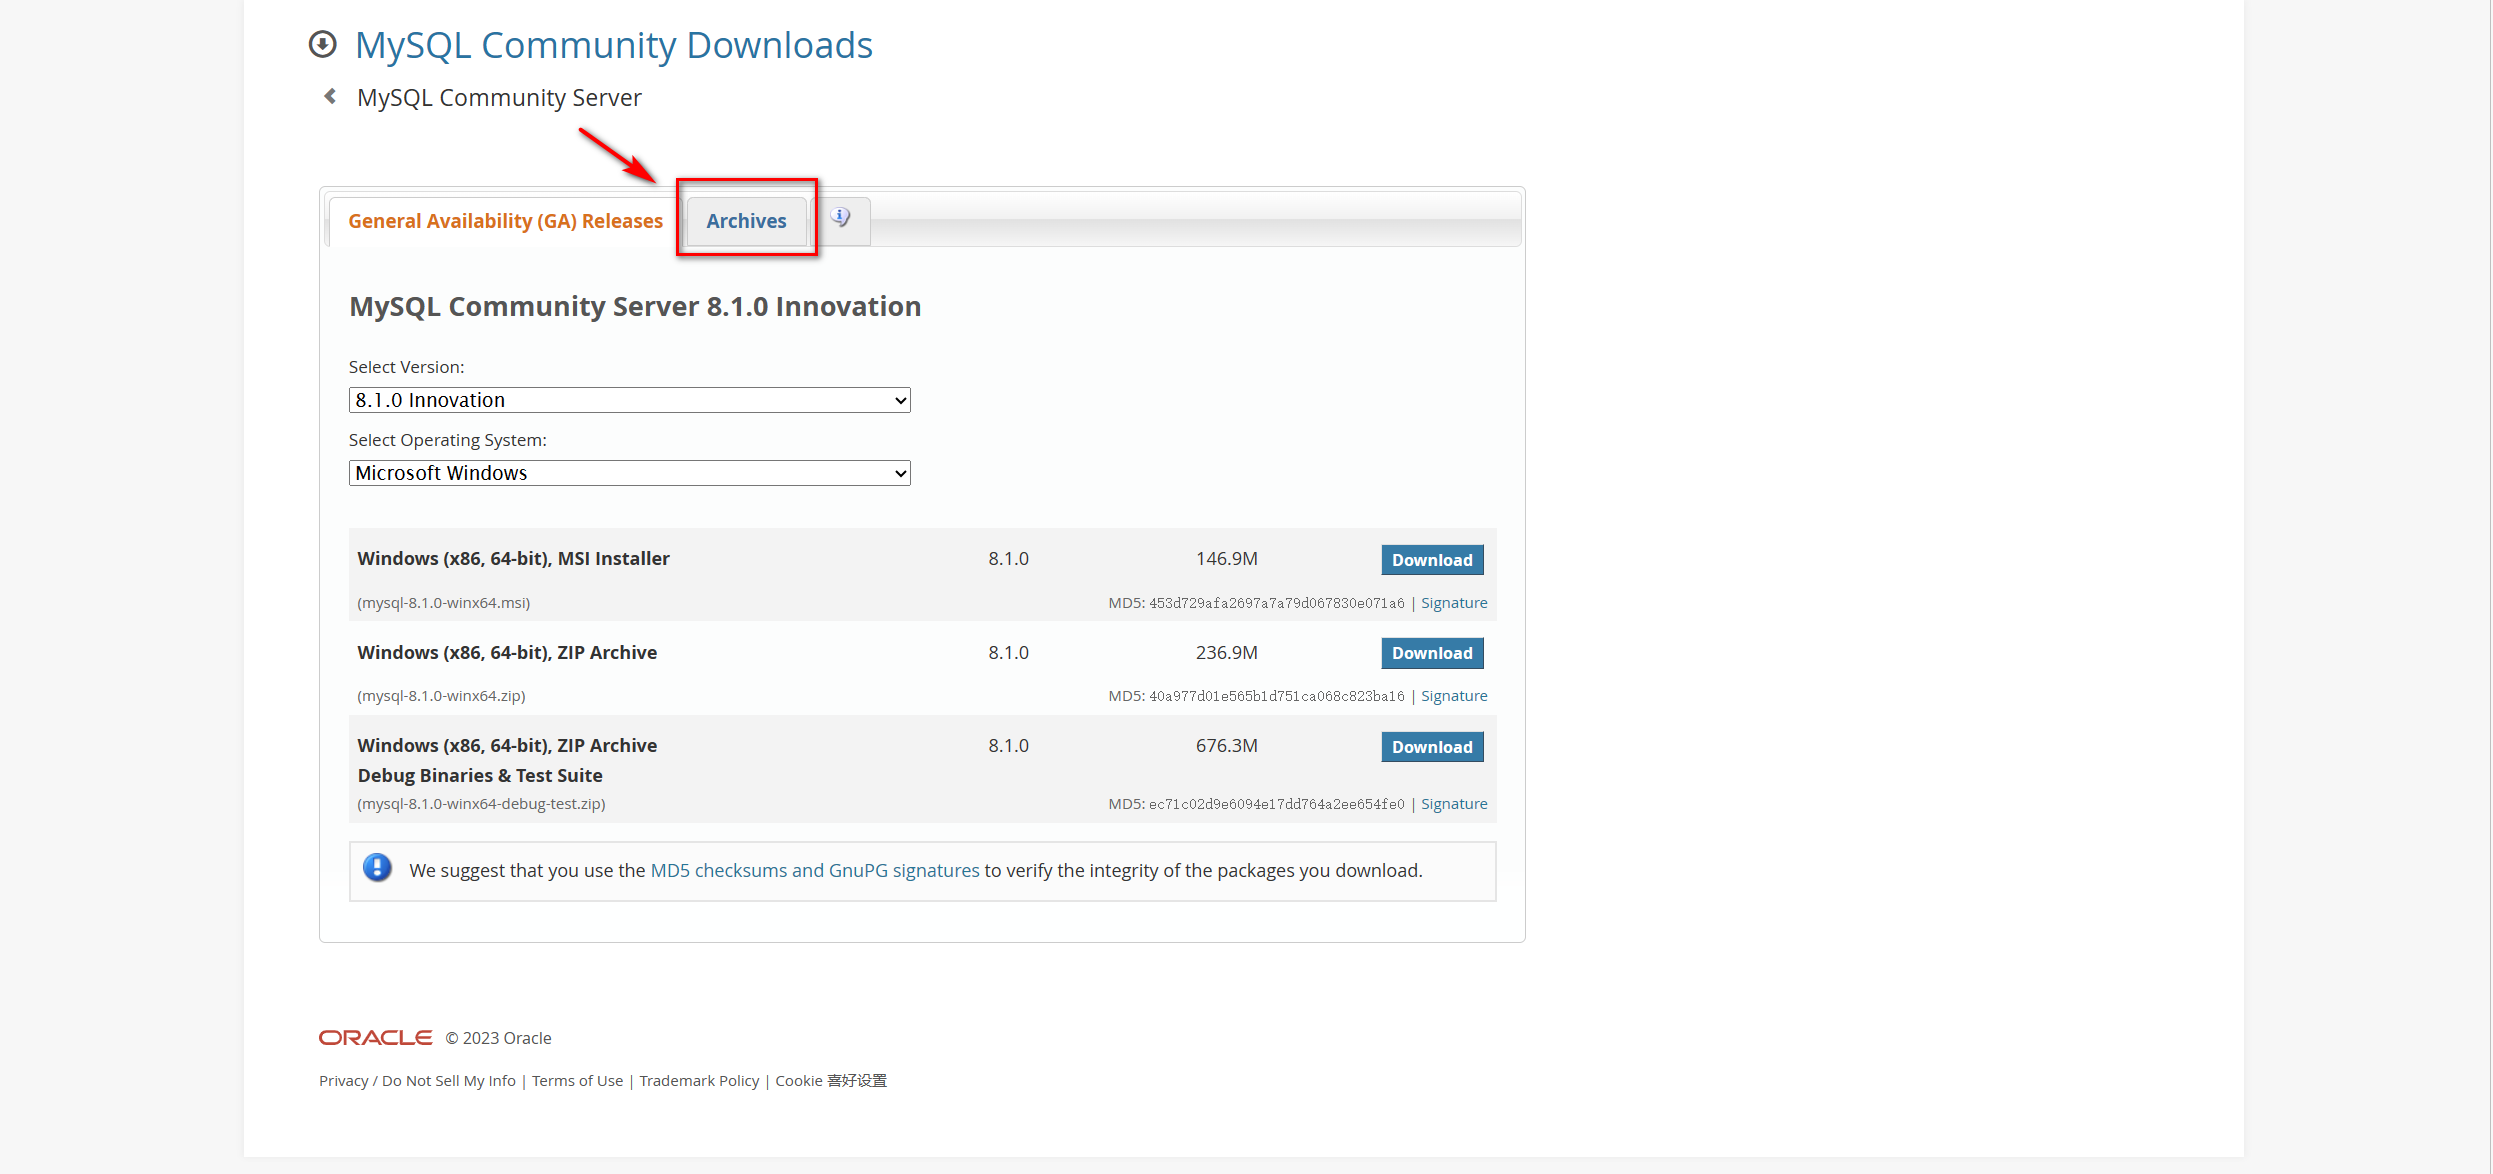 MySQL Community Downloads
MySQL Community Server
General Availability (GA) Releases Archives
MySQL Community Server 8.1.0 Innovation
Select Version:
8.1.0 Innovation
Select Operating System:
Microsoft Windows
Windows (x86, 64-bit), MSI Installer 8.1.0 146.9M Download
(mysql-8.1.0-winx64.msi) MD5: 453d729afa2697a7a79d067830e071a6 | Signature
Windows (x86, 64-bit), ZIP Archive 8.1.0 236.9M Download
(mysql-8.1.0-winx64.zip) MD5: 40a977d01e565b1d751ca068c823ba16 | Signature
Windows (x86, 64-bit), ZIP Archive 8.1.0 676.3M Download
Debug Binaries & Test Suite
(mysql-8.1.0-winx64-debug-test.zip) MD5: ec71c02d9e6094e17dd764a2ee654fe0 | Signature
We suggest that you use the MD5 checksums and GnuPG signatures to verify the integrity of the packages you download.
ORACLE © 2023 Oracle
Privacy / Do Not Sell My Info | Terms of Use | Trademark Policy | Cookie 喜好设置